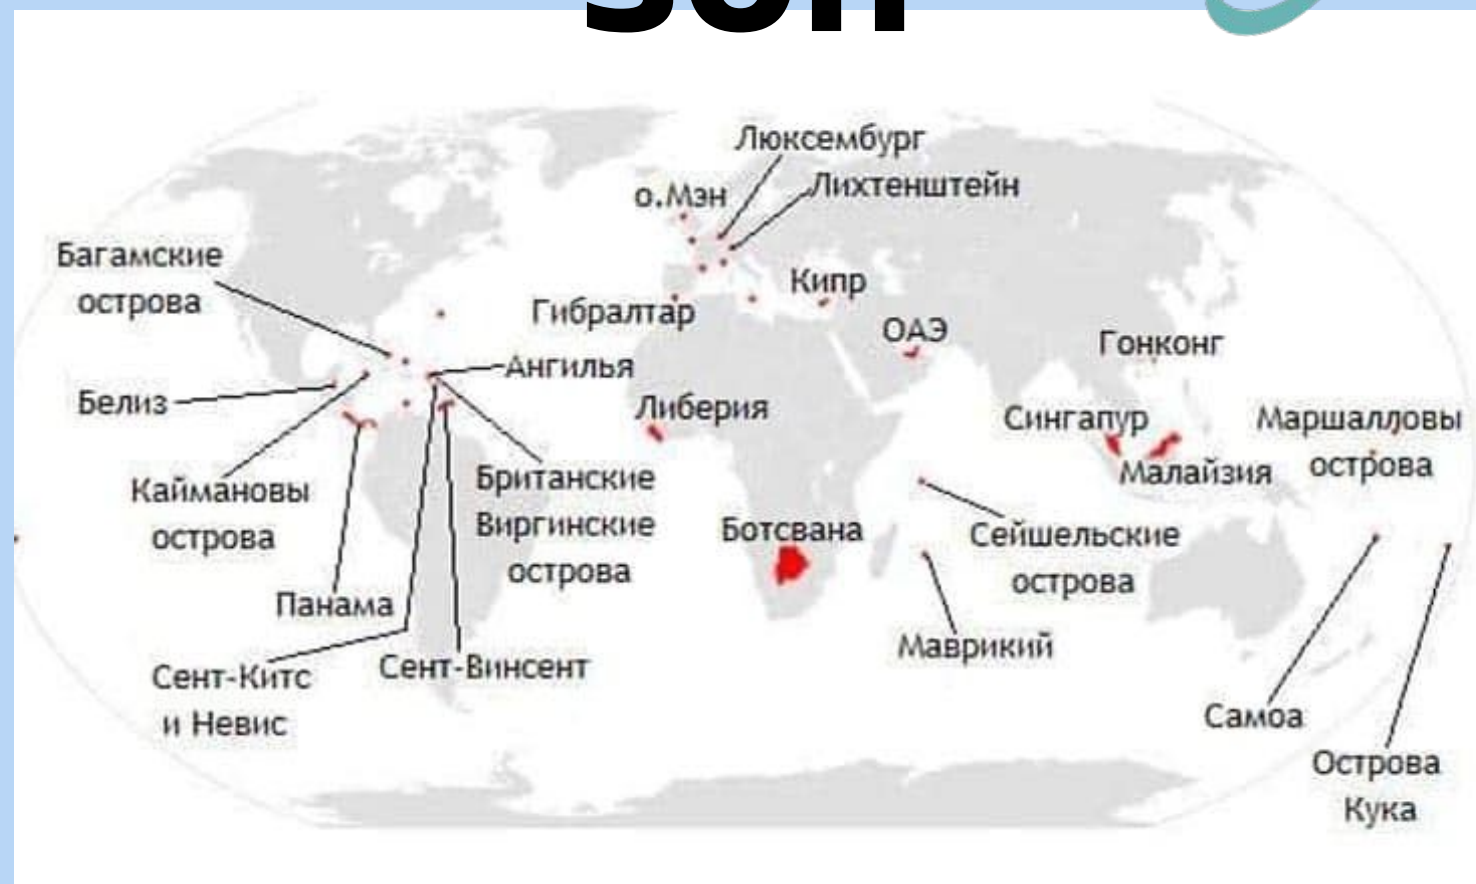 зон
Люксембург
Лихтенштейн
о.Мэн
Багамские
острова
Кипр
Гибралтар
ОАЭ
Гонконг
Ангилья
Белиз
Либерия
Сингапур
Маршалловы
острова
Малайзия
Каймановы
острова
Британские
Виргинские
острова
Ботсвана
Сейшельские
острова
Панама
Маврикий
Сент-Китс
и Невис
Сент-Винсент
Самоа
Острова
Кука